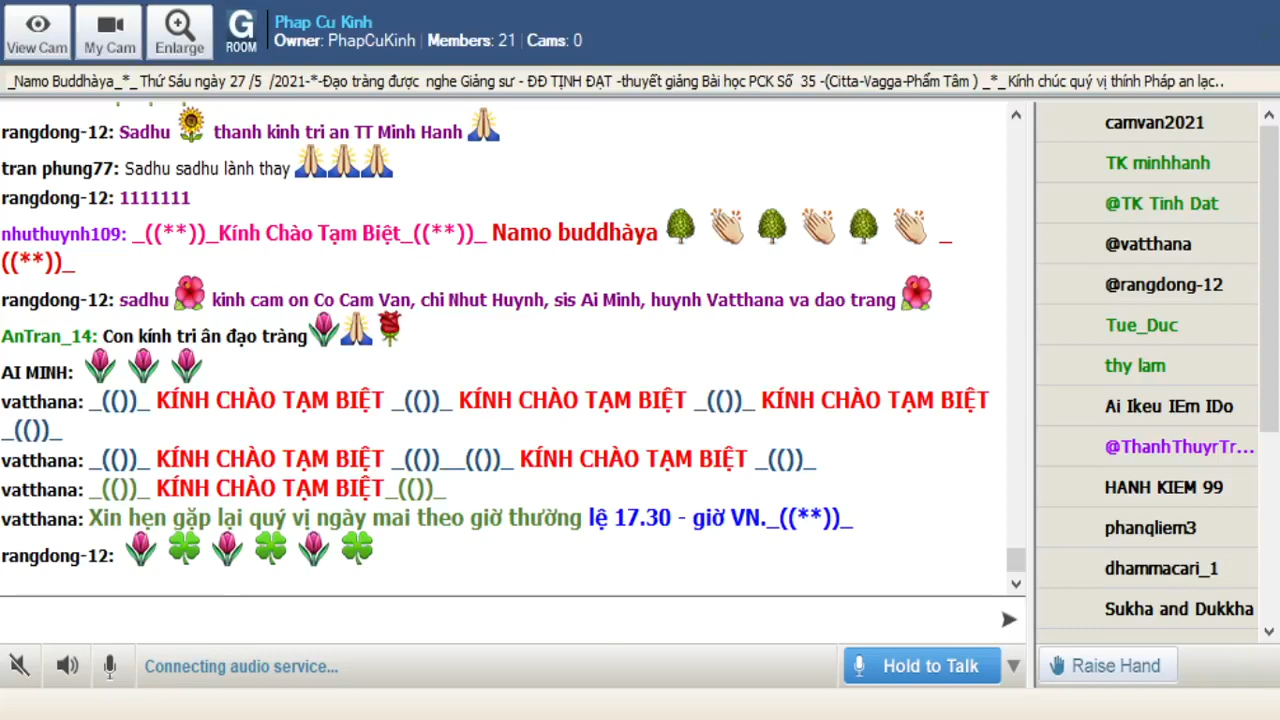 View Cam
My Cam
Enlarge
G
ROOM
Phap Cu Kinh
Owner: PhapCuKinh | Members: 21 | Cams: 0
_Namo Buddhàya_*_ Thứ Sáu ngày 27 /5 /2021-*-Đạo tràng được nghe Giảng sư - ĐĐ TỊNH ĐẠT -thuyết giảng Bài học PCK Số 35 -(Citta-Vagga-Phẩm Tâm ) _*_ Kính chúc quý vị thính Pháp an lạc..
rangdong-12: Sadhu thanh kinh tri an TT Minh Hanh
tran phung77: Sadhu sadhu lành thay
rangdong-12: 1111111
nhuthuynh109: _((**))_Kính Chào Tạm Biệt_((**))_ Namo buddhàya _
((**))_
rangdong-12: sadhu kinh cam on Co Cam Van, chi Nhut Huynh, sis Ai Minh, huynh Vatthana va dao trang
AnTran_14: Con kính tri ân đạo tràng
AI MINH:
vatthana: _(())_ KÍNH CHÀO TẠM BIỆT _(())_ KÍNH CHÀO TẠM BIỆT _(())_ KÍNH CHÀO TẠM BIỆT
_(())_
vatthana: _(())_ KÍNH CHÀO TẠM BIỆT _(())__(())_ KÍNH CHÀO TẠM BIỆT _(())_
vatthana: _(())_ KÍNH CHÀO TẠM BIỆT_(())_
vatthana: Xin hẹn gặp lại quý vị ngày mai theo giờ thường lệ 17.30 - giờ VN._((**))_
rangdong-12:
camvan2021
TK minhhanh
@TK Tinh Dat
@vatthana
@rangdong-12
Tue_Duc
thy lam
Ai Ikeu IEm IDo
@ThanhThuyrTr...
HANH KIEM 99
phanqliem3
dhammacari_1
Sukha and Dukkha
Connecting audio service...
Hold to Talk
Raise Hand